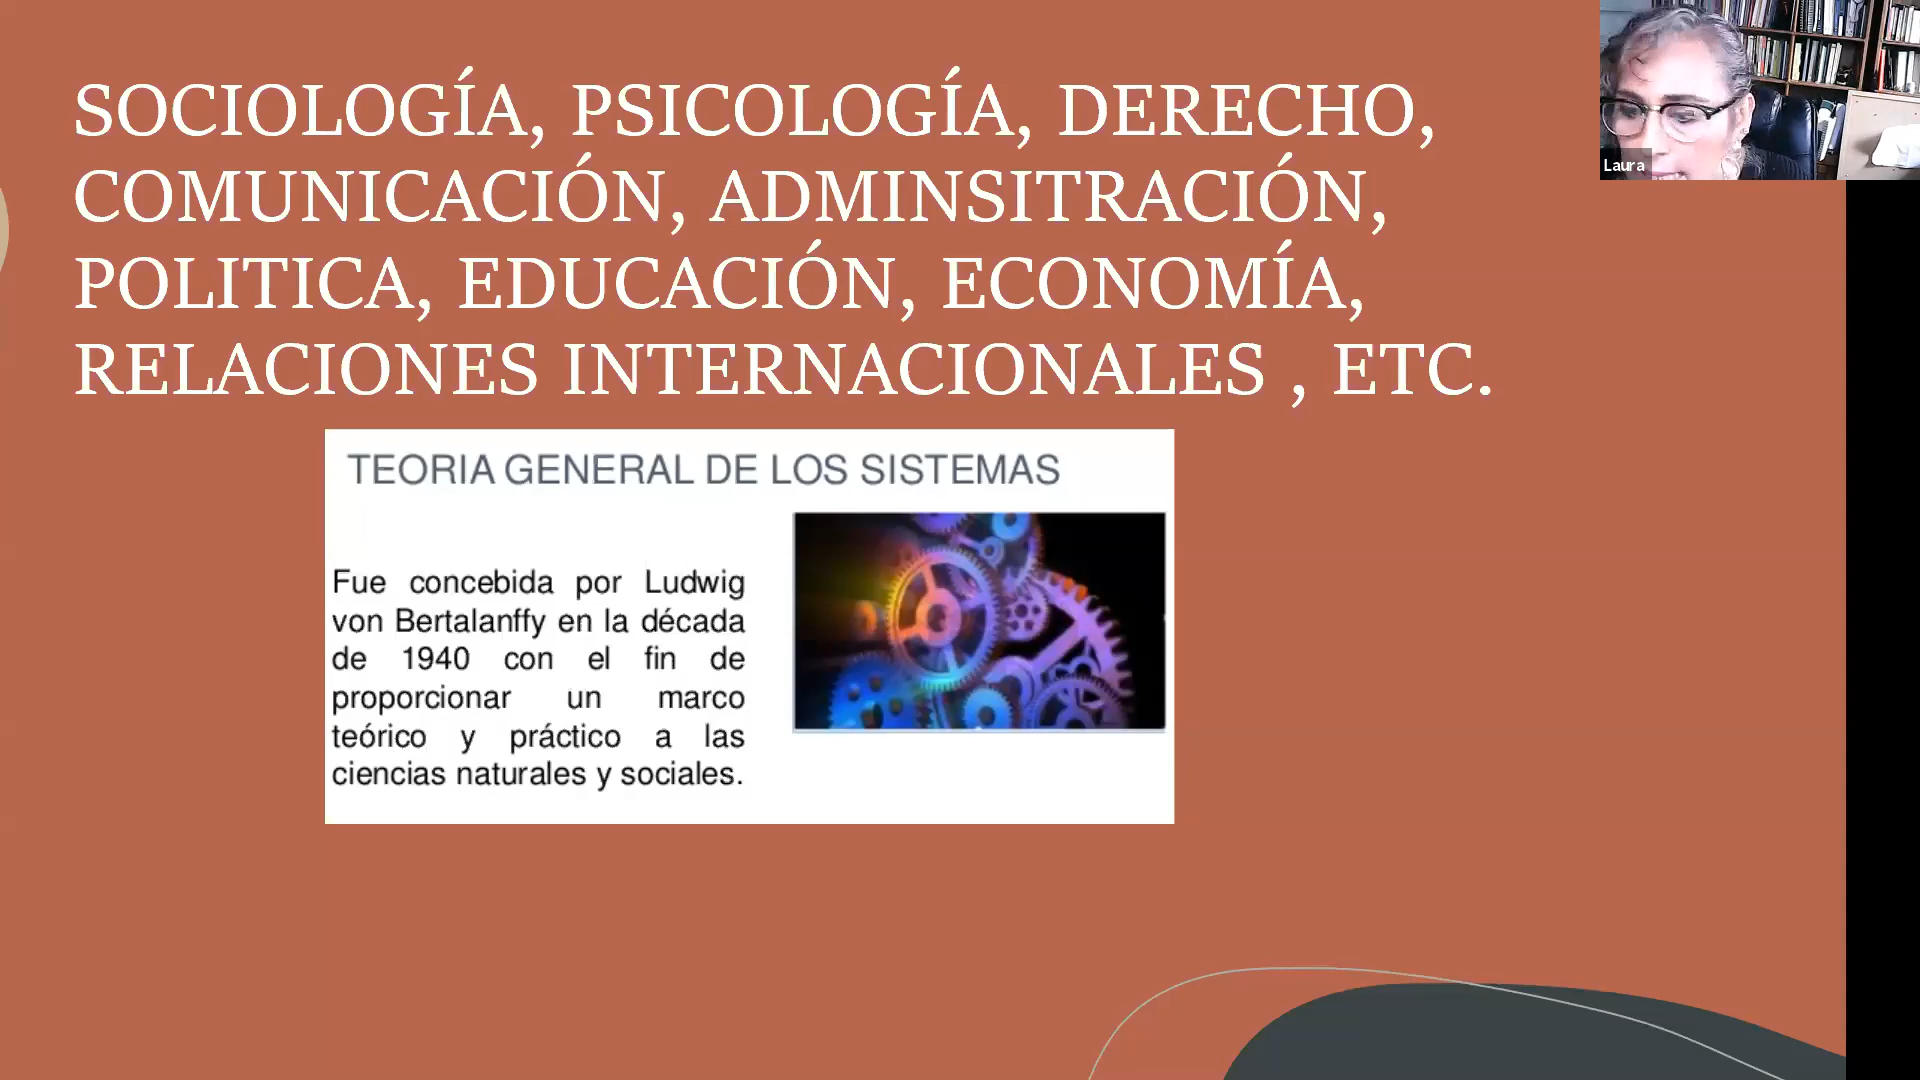 SOCIOLOGÍA, PSICOLOGÍA, DERECHO,
COMUNICACIÓN, ADMINSITRACIÓN,
POLITICA, EDUCACIÓN, ECONOMÍA,
RELACIONES INTERNACIONALES , ETC.
Laura
TEORIA GENERAL DE LOS SISTEMAS
Fue concebida por Ludwig
von Bertalanffy en la década
de 1940 con el fin de
proporcionar un marco
teórico y práctico a las
ciencias naturales y sociales.